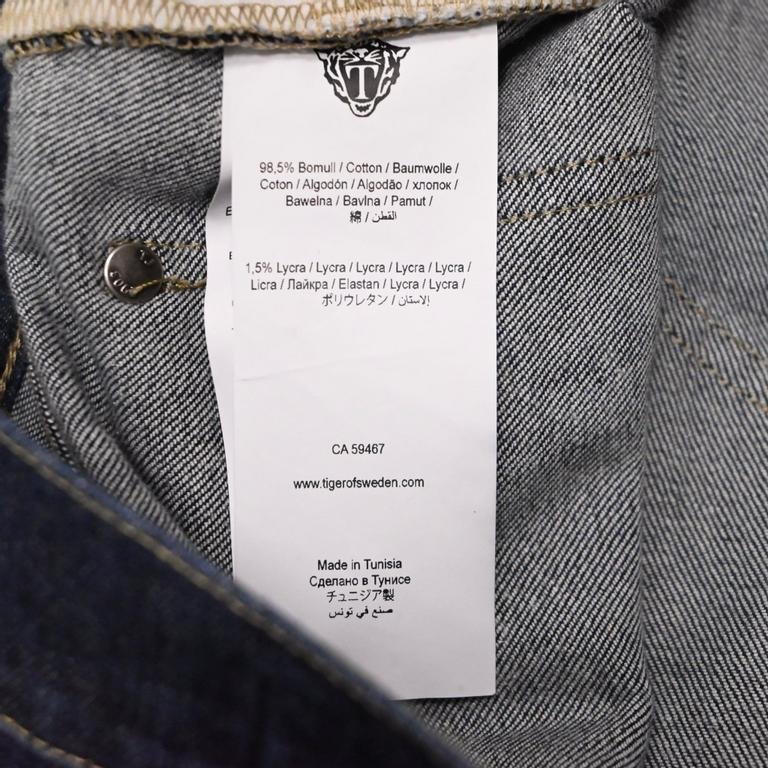 T
98,5% Bomull / Cotton / Baumwolle /
Coton / Algodón / Algodão / хлопок /
Bawełna / Bavlna / Pamut /
綿 / القطن
1,5% Lycra / Lycra / Lycra / Lycra / Lycra /
Licra / Лайкра / Elastan / Lycra / Lycra /
ポリウレタン / إلاستان
CA 59467
www.tigerofsweden.com
Made in Tunisia
Сделано в Тунисе
チュニジア製
صنع في تونس